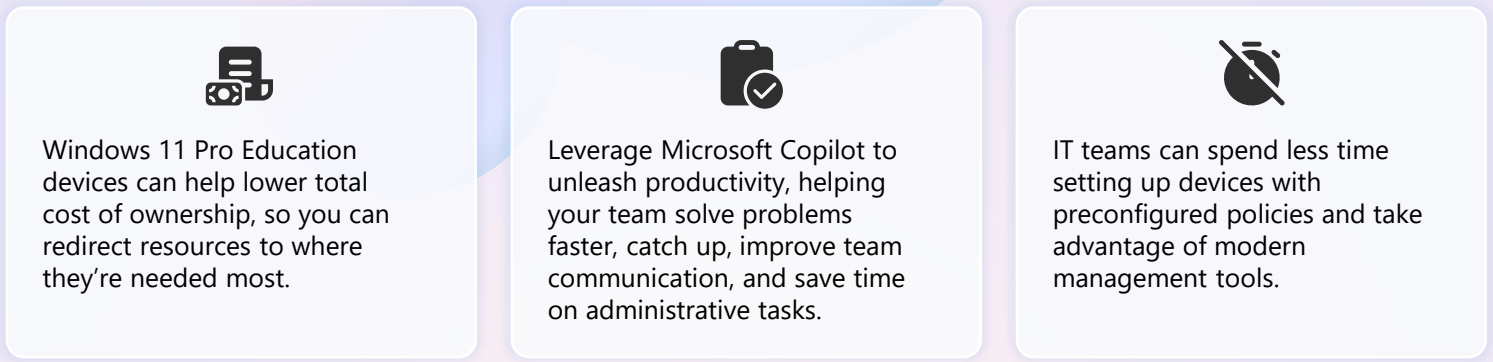 Windows 11 Pro Education
devices can help lower total
cost of ownership, so you can
redirect resources to where
they’re needed most.
Leverage Microsoft Copilot to
unleash productivity, helping
your team solve problems
faster, catch up, improve team
communication, and save time
on administrative tasks.
IT teams can spend less time
setting up devices with
preconfigured policies and take
advantage of modern
management tools.